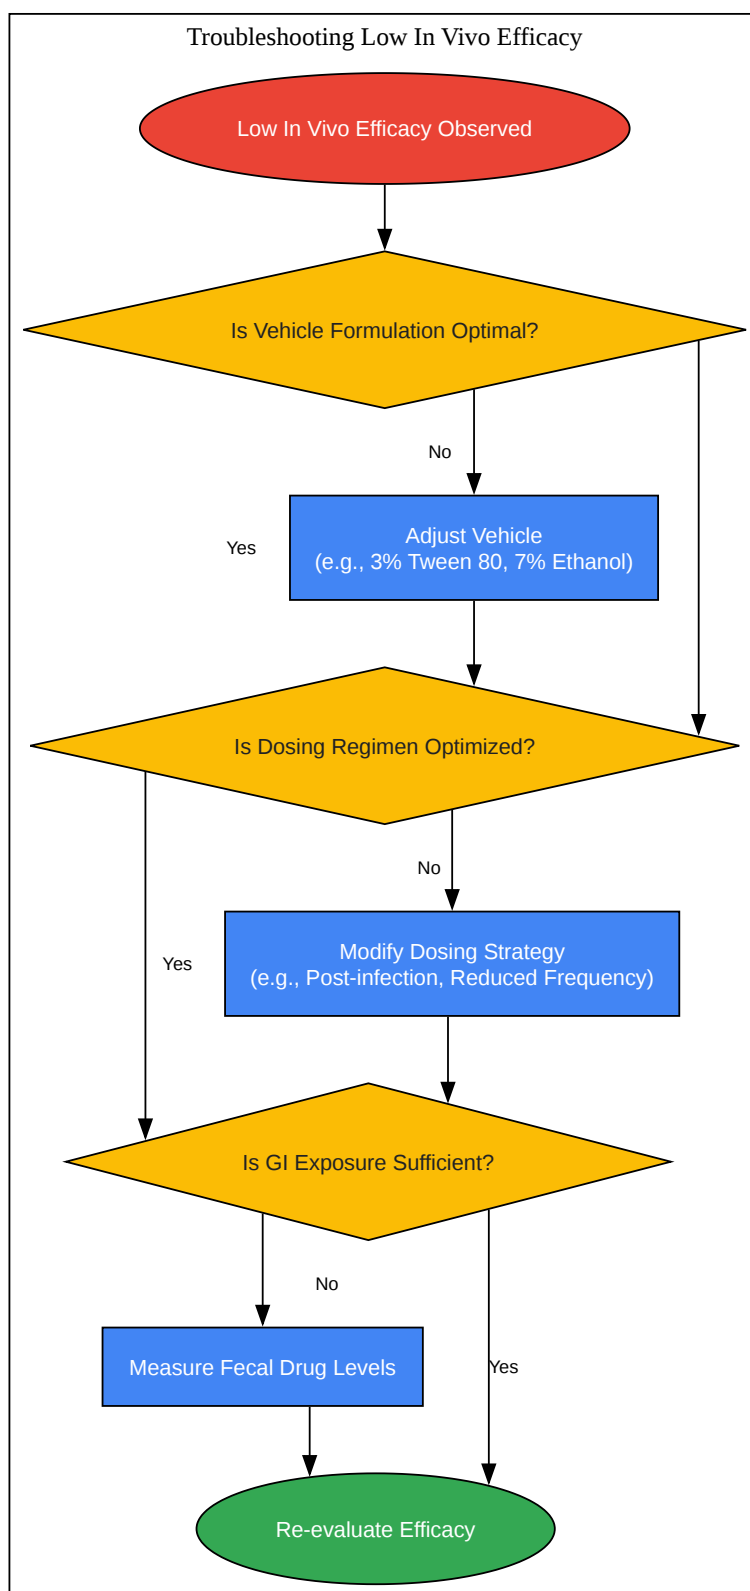 Troubleshooting Low In Vivo Efficacy
Low In Vivo Efficacy Observed
Is Vehicle Formulation Optimal?
No
Adjust Vehicle
(e.g., 3% Tween 80, 7% Ethanol)
Yes
Is Dosing Regimen Optimized?
No
Modify Dosing Strategy
(e.g., Post-infection, Reduced Frequency)
Yes
Is GI Exposure Sufficient?
No
Measure Fecal Drug Levels
Yes
Re-evaluate Efficacy